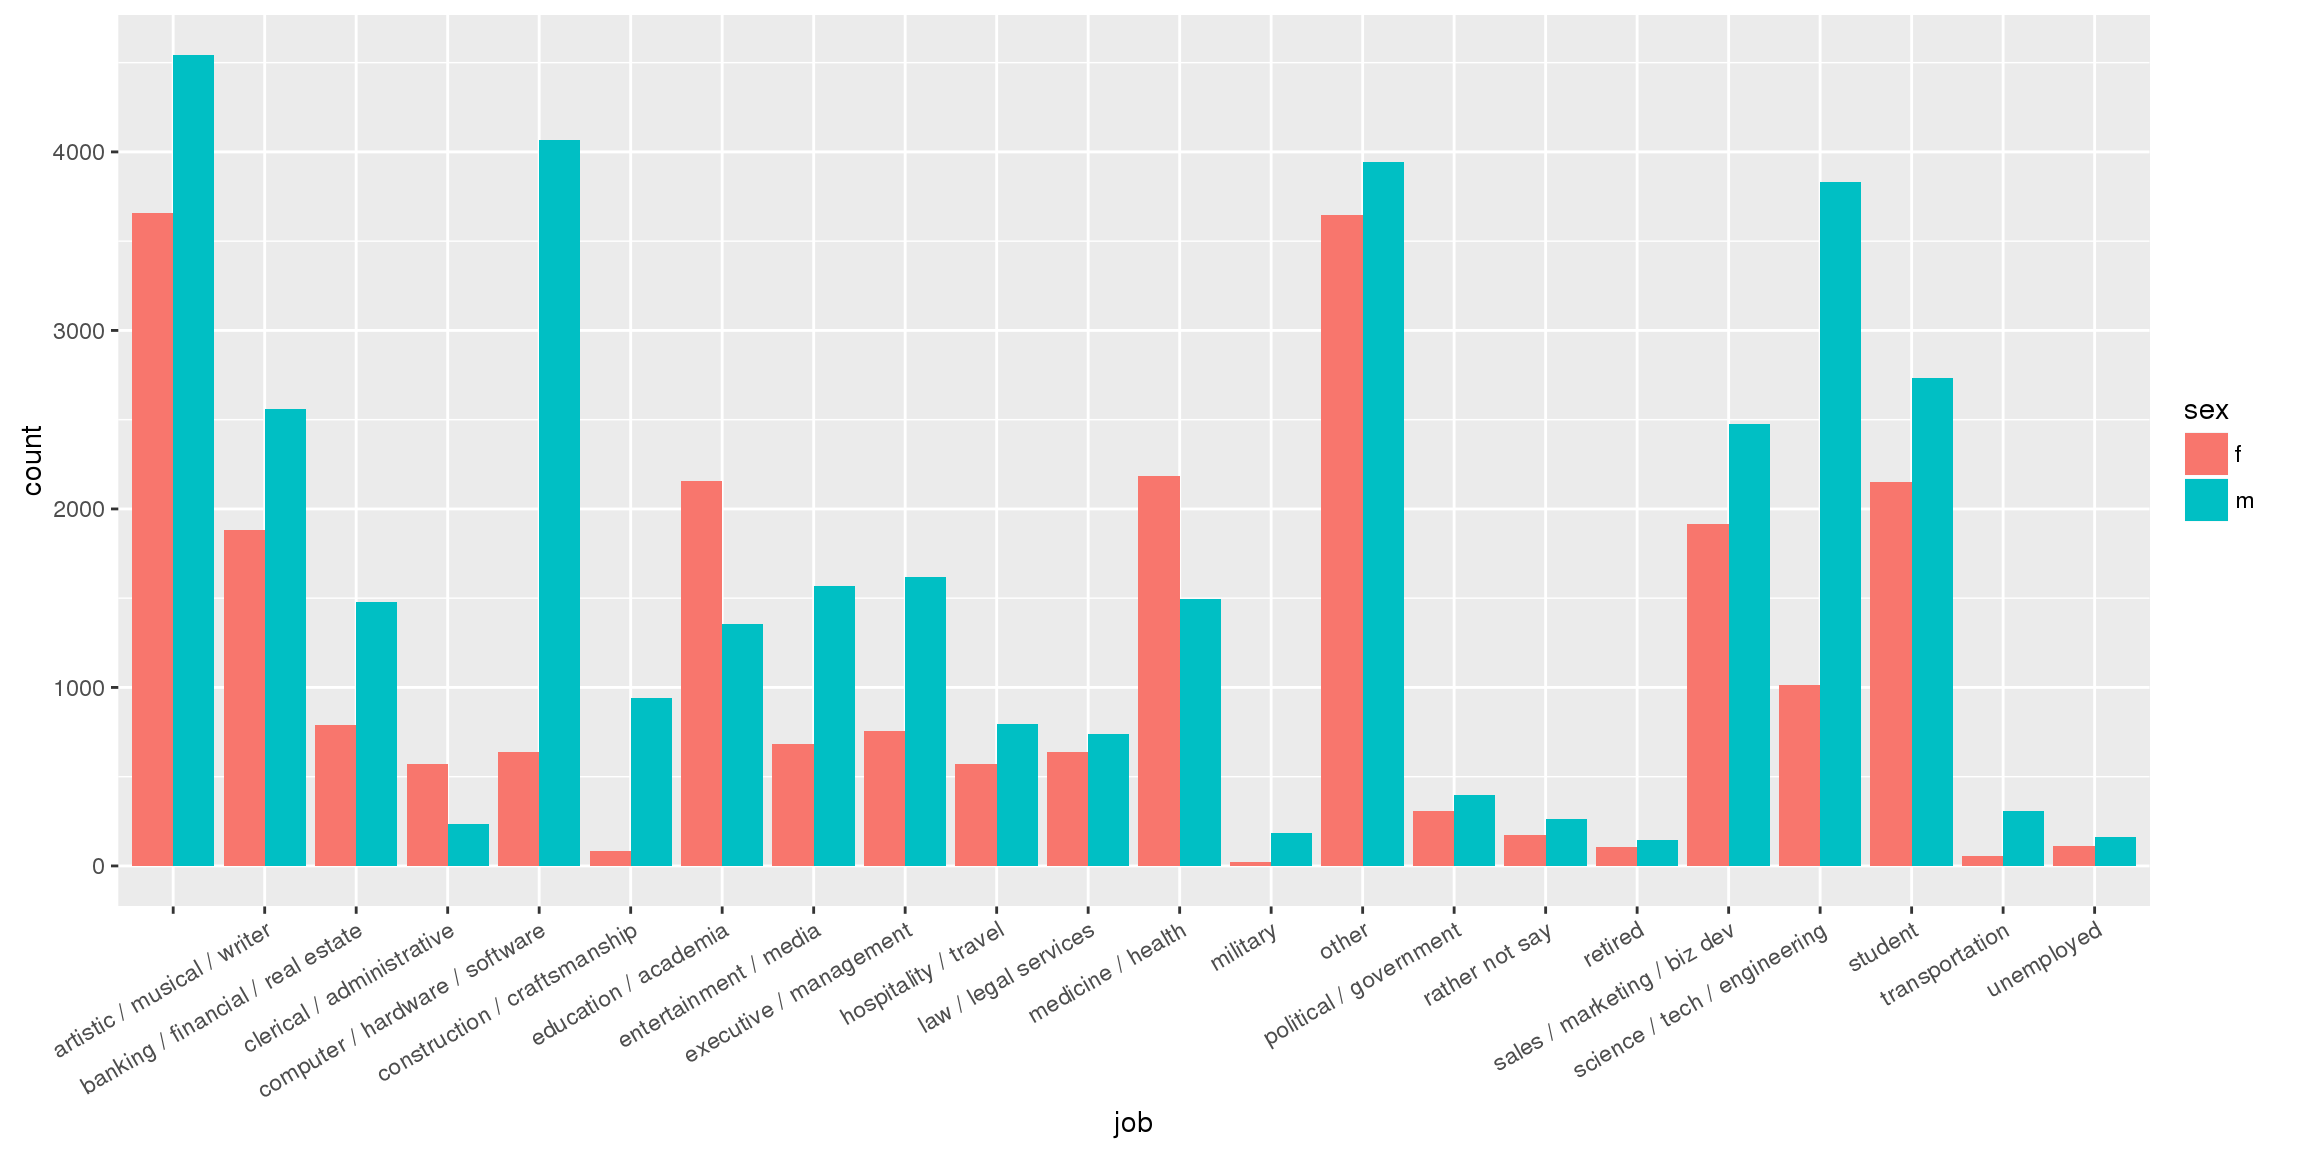 4000
3000
2000
1000
0
count
artistic / musical / writer
banking / financial / real estate
clerical / administrative
computer / hardware / software
construction / craftsmanship
education / academia
entertainment / media
executive / management
hospitality / travel
law / legal services
medicine / health
military
other
political / government
rather not say
retired
sales / marketing / biz dev
science / tech / engineering
student
transportation
unemployed
job
sex
f
m